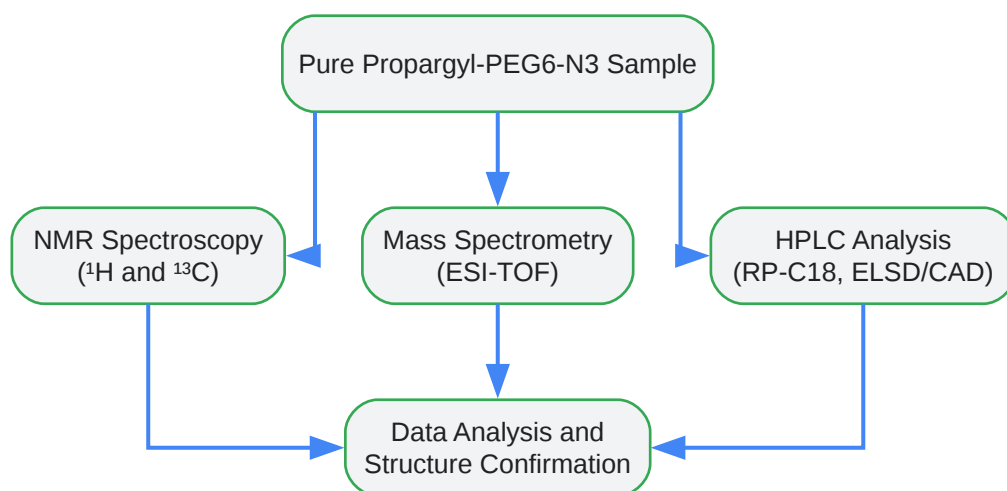 Pure Propargyl-PEG6-N3 Sample
NMR Spectroscopy
(¹H and ¹³C)
Mass Spectrometry
(ESI-TOF)
HPLC Analysis
(RP-C18, ELSD/CAD)
Data Analysis and
Structure Confirmation